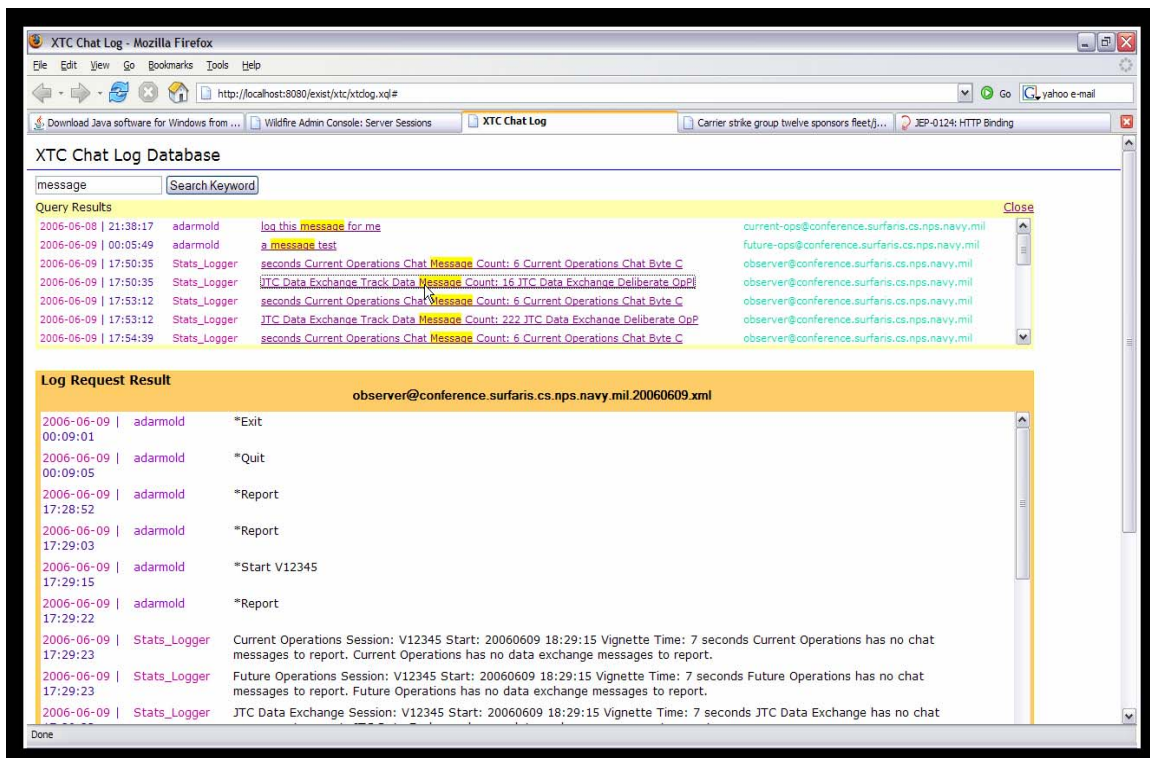 XTC Chat Log - Mozilla Firefox
File Edit View Go Bookmarks Tools Help
http://localhost:8080/exist/xtc/xtclog.xql# Go yahoo e-mail
Download Java software for Windows from ... Wildfire Admin Console: Server Sessions XTC Chat Log Carrier strike group twelve sponsors fleet/j... JEP-0124: HTTP Binding
XTC Chat Log Database
message Search Keyword
Query Results Close
2006-06-08 | 21:38:17 adarmold log this message for me current-ops@conference.surfaris.cs.nps.navy.mil
2006-06-09 | 00:05:49 adarmold a message test future-ops@conference.surfaris.cs.nps.navy.mil
2006-06-09 | 17:50:35 Stats_Logger seconds Current Operations Chat Message Count: 6 Current Operations Chat Byte C observer@conference.surfaris.cs.nps.navy.mil
2006-06-09 | 17:50:35 Stats_Logger JTC Data Exchange Track Data Message Count: 16 JTC Data Exchange Deliberate OpPl observer@conference.surfaris.cs.nps.navy.mil
2006-06-09 | 17:53:12 Stats_Logger seconds Current Operations Chat Message Count: 6 Current Operations Chat Byte C observer@conference.surfaris.cs.nps.navy.mil
2006-06-09 | 17:53:12 Stats_Logger JTC Data Exchange Track Data Message Count: 222 JTC Data Exchange Deliberate OpP observer@conference.surfaris.cs.nps.navy.mil
2006-06-09 | 17:54:39 Stats_Logger seconds Current Operations Chat Message Count: 6 Current Operations Chat Byte C observer@conference.surfaris.cs.nps.navy.mil
Log Request Result
observer@conference.surfaris.cs.nps.navy.mil.20060609.xml
2006-06-09 | adarmold *Exit
00:09:01
2006-06-09 | adarmold *Quit
00:09:05
2006-06-09 | adarmold *Report
17:28:52
2006-06-09 | adarmold *Report
17:29:03
2006-06-09 | adarmold *Start V12345
17:29:15
2006-06-09 | adarmold *Report
17:29:22
2006-06-09 | Stats_Logger Current Operations Session: V12345 Start: 20060609 18:29:15 Vignette Time: 7 seconds Current Operations has no chat
17:29:23 messages to report. Current Operations has no data exchange messages to report.
2006-06-09 | Stats_Logger Future Operations Session: V12345 Start: 20060609 18:29:15 Vignette Time: 7 seconds Future Operations has no chat
17:29:23 messages to report. Future Operations has no data exchange messages to report.
2006-06-09 | Stats_Logger JTC Data Exchange Session: V12345 Start: 20060609 18:29:15 Vignette Time: 7 seconds JTC Data Exchange has no chat
Done